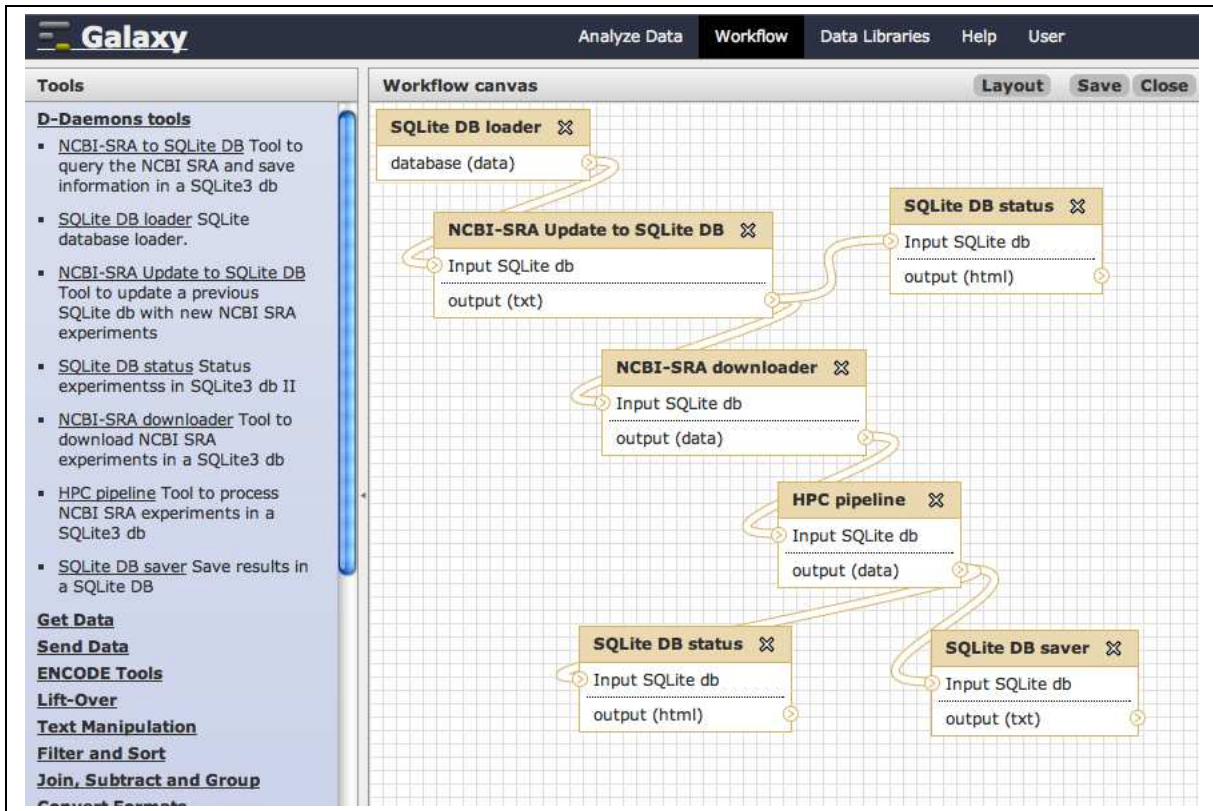 Galaxy
Analyze Data Workflow Data Libraries Help User
Tools
D-Daemons tools
NCBI-SRA to SQLite DB Tool to
query the NCBI SRA and save
information in a SQLite3 db
SQLite DB loader SQLite
database loader.
NCBI-SRA Update to SQLite DB
Tool to update a previous
SQLite db with new NCBI SRA
experiments
SQLite DB status Status
experimentss in SQLite3 db II
NCBI-SRA downloader Tool to
download NCBI SRA
experiments in a SQLite3 db
HPC pipeline Tool to process
NCBI SRA experiments in a
SQLite3 db
SQLite DB saver Save results in
a SQLite DB
Get Data
Send Data
ENCODE Tools
Lift-Over
Text Manipulation
Filter and Sort
Join, Subtract and Group
Convert Formats
Workflow canvas
Layout Save Close
SQLite DB loader
database (data)
NCBI-SRA Update to SQLite DB
Input SQLite db
output (txt)
SQLite DB status
Input SQLite db
output (html)
NCBI-SRA downloader
Input SQLite db
output (data)
HPC pipeline
Input SQLite db
output (data)
SQLite DB status
Input SQLite db
output (html)
SQLite DB saver
Input SQLite db
output (txt)